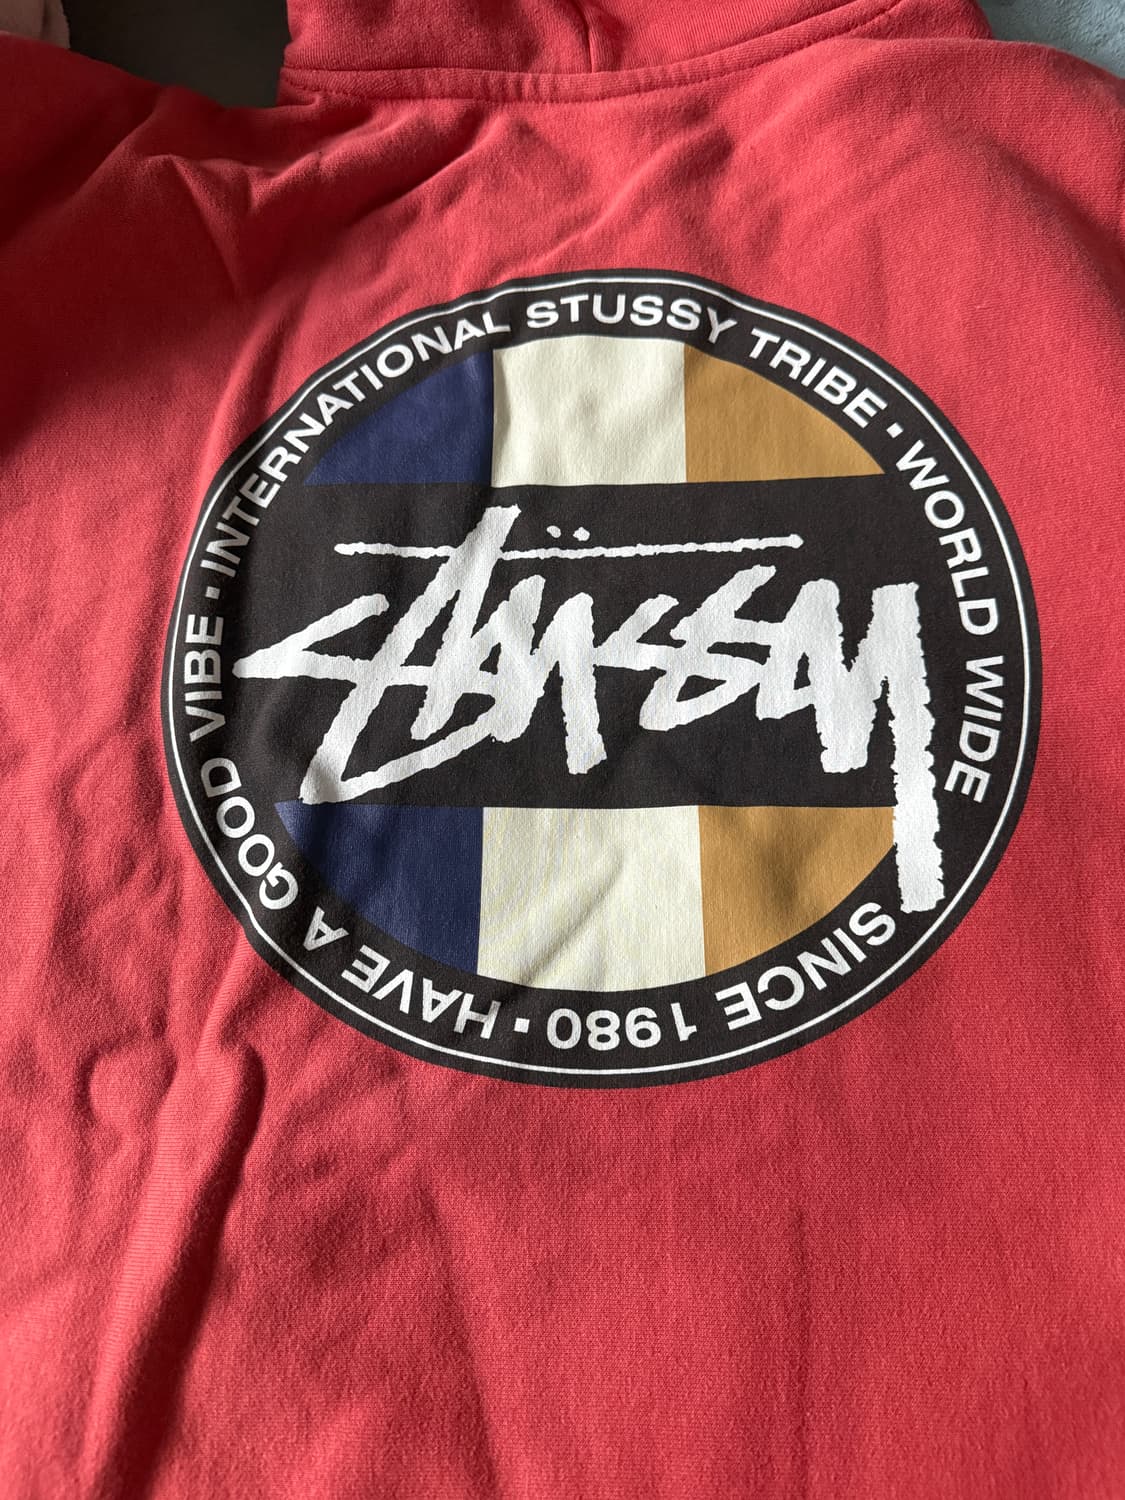 INTERNATIONAL STUSSY TRIBE · WORLD WIDE SINCE 1980 · HAVE A GOOD VIBE ·
Stüssy